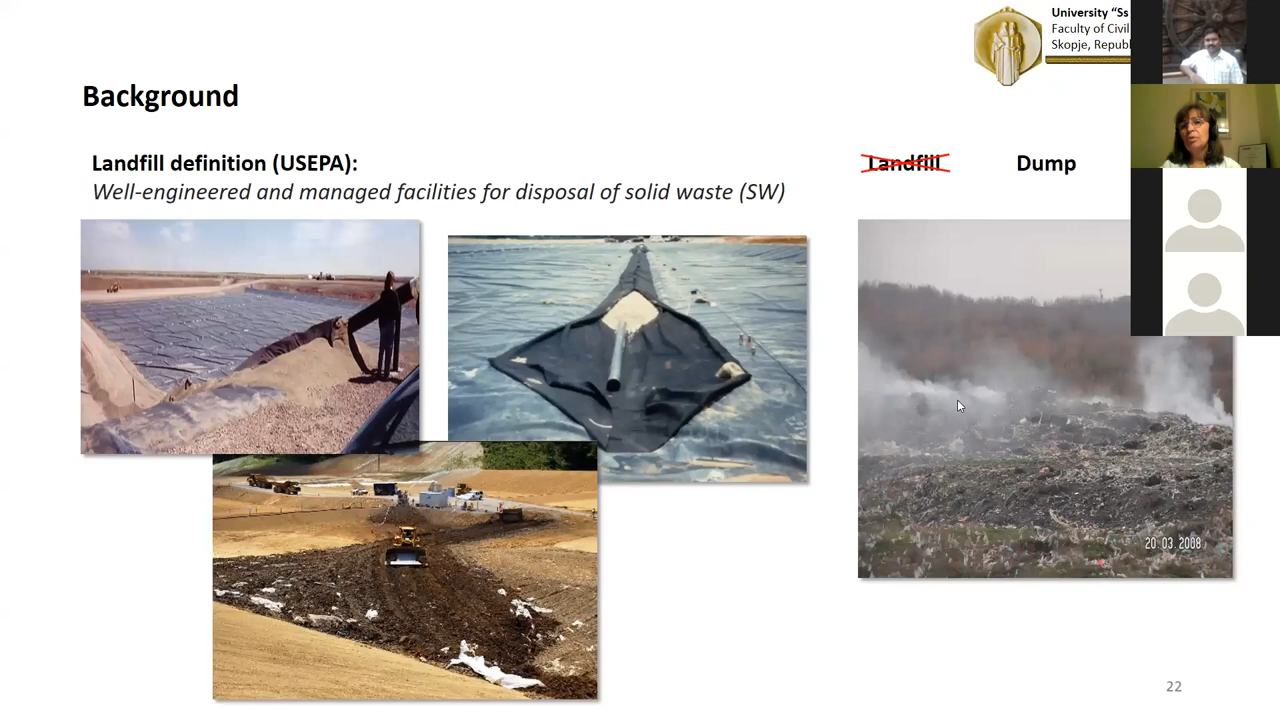 University “Ss
Faculty of Civil
Skopje, Republ
Background
Landfill definition (USEPA):
Well-engineered and managed facilities for disposal of solid waste (SW)
Landfill
Dump
20.03.2008
22